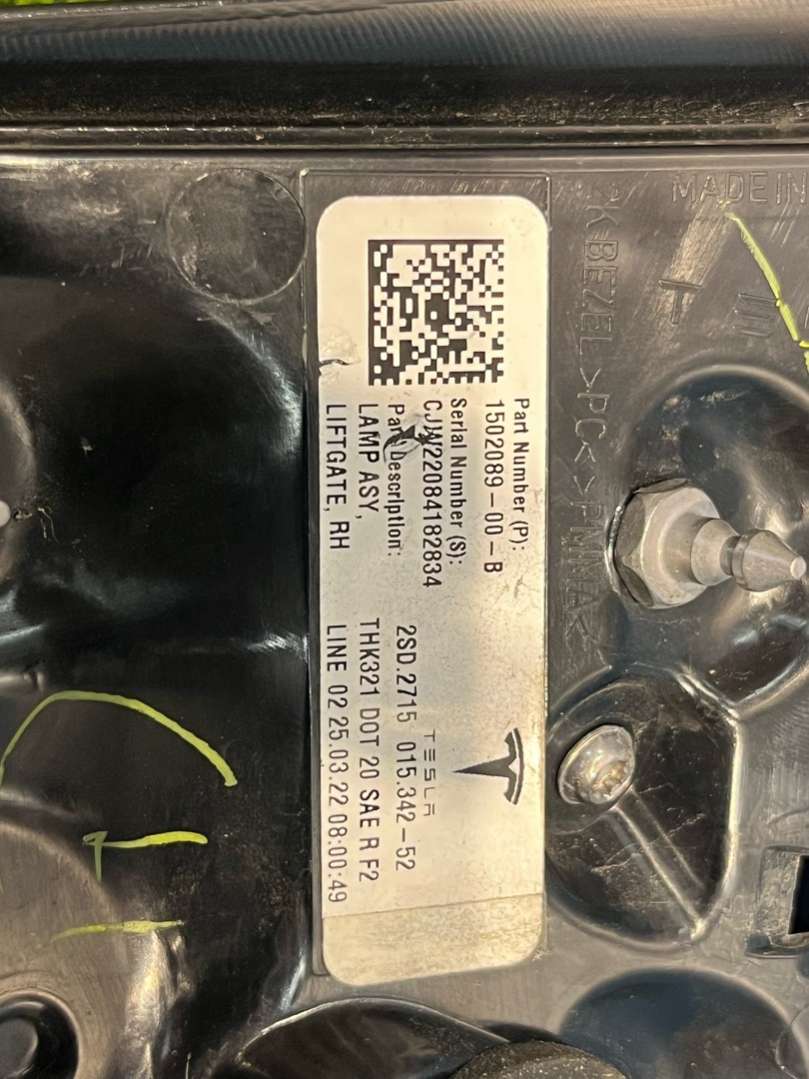 Part Number (P):
1502089-00-B
Serial Number (S):
CJW22084182834
Part Description:
LAMP ASY,
LIFTGATE, RH
TESLA
2SD.2715 015.342-52
THK321 DOT 20 SAE R F2
LINE 02 25.03.22 08:00:49
MADE IN
BEZEL >PC< >PMMA<